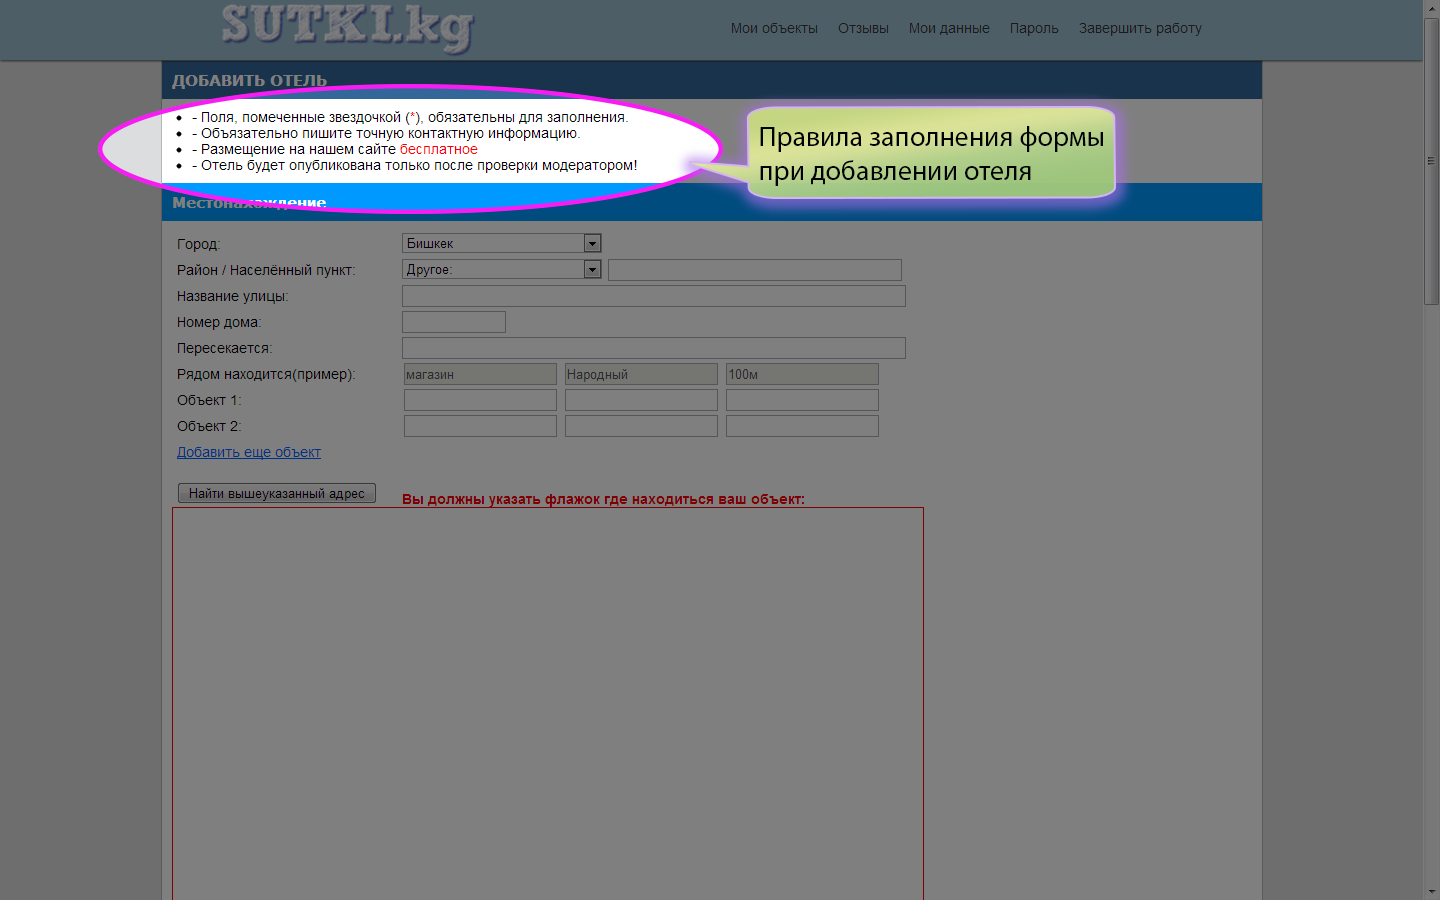 SUTKI.kg
Мои объекты Отзывы Мои данные Пароль Завершить работу
ДОБАВИТЬ ОТЕЛЬ
- Поля, помеченные звездочкой (*), обязательны для заполнения.
- Объязательно пишите точную контактную информацию.
- Размещение на нашем сайте бесплатное
- Отель будет опубликована только после проверки модератором!
Правила заполнения формы
при добавлении отеля
Местонахождение
Город: Бишкек
Район / Населённый пункт: Другое:
Название улицы:
Номер дома:
Пересекается:
Рядом находится(пример): магазин Народный 100м
Объект 1:
Объект 2:
Добавить еще объект
Найти вышеуказанный адрес
Вы должны указать флажок где находиться ваш объект: